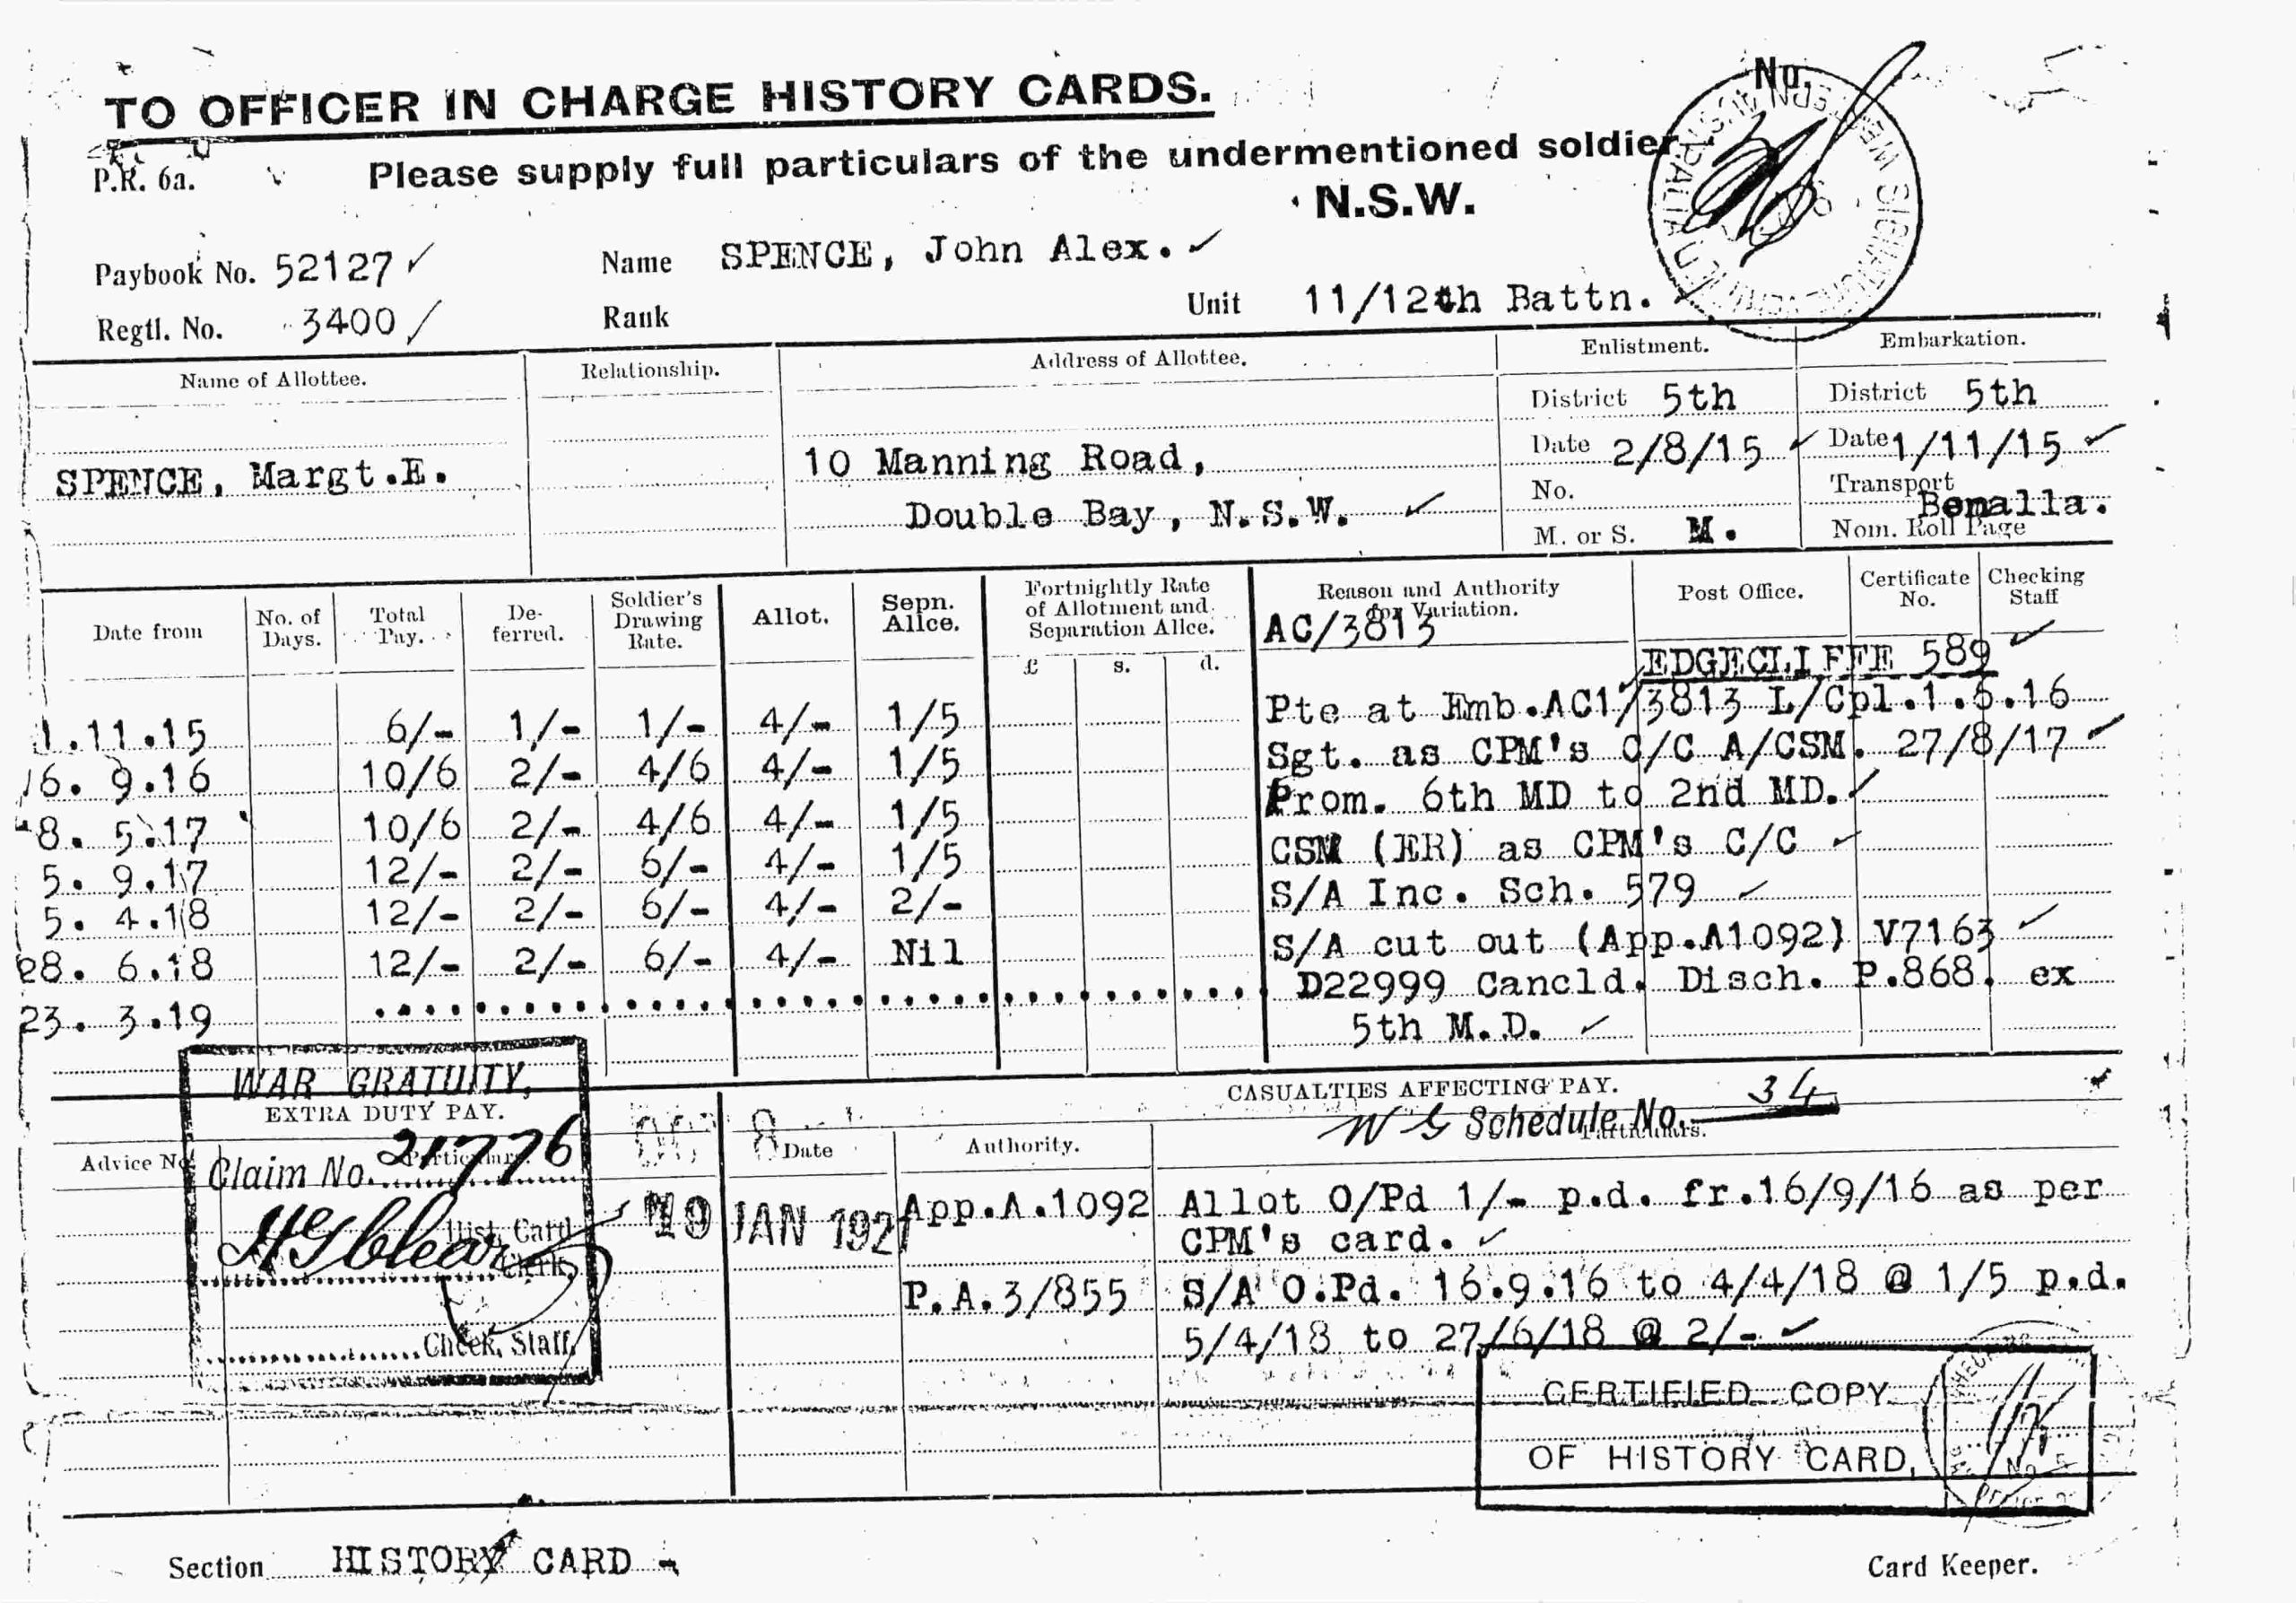 TO OFFICER IN CHARGE HISTORY CARDS. No.
P.R. 6a. Please supply full particulars of the undermentioned soldier
N.S.W.
Paybook No. 52127 Name SPENCE, John Alex.
Regtl. No. 3400 Rank Unit 11/12th Battn.
Name of Allottee. Relationship. Address of Allottee. Enlistment. Embarkation.
District 5th District 5th
SPENCE, Margt.E. 10 Manning Road, Date 2/8/15 Date 1/11/15
Double Bay, N.S.W. No. Transport Benalla.
M. or S. M. Nom. Roll Page
Date from No. of Days. Total Pay. Deferred. Soldier's Drawing Rate. Allot. Sepn. Allce. Fortnightly Rate of Allotment and Separation Allce. £ s. d. Reason and Authority for Variation. Post Office. Certificate No. Checking Staff
AC/3813
EDGECLIFFE 589
1.11.15 6/- 1/- 1/- 4/- 1/5 Pte at Emb.AC1/3813 L/Cpl.1.5.16
16. 9.16 10/6 2/- 4/6 4/- 1/5 Sgt. as CPM's C/C A/CSM. 27/8/17
8. 5.17 10/6 2/- 4/6 4/- 1/5 From. 6th MD to 2nd MD.
5. 9.17 12/- 2/- 6/- 4/- 1/5 CSM (ER) as CPM's C/C
5. 4.18 12/- 2/- 6/- 4/- 2/- S/A Inc. Sch. 579
28. 6.18 12/- 2/- 6/- 4/- Nil S/A cut out (App.A1092) V7163
23. 3.19 D22999 Cancld. Disch. P.868. ex
5th M.D.
WAR GRATUITY,
EXTRA DUTY PAY. CASUALTIES AFFECTING PAY.
W G Schedule No. 34
Advice No. Particulars. Date Authority. Particulars.
Claim No. 21776
19 JAN 1921 App.A.1092 Allot O/Pd 1/- p.d. fr.16/9/16 as per
Hist. Card Clerk. CPM's card.
P.A.3/855 S/A O.Pd. 16.9.16 to 4/4/18 @ 1/5 p.d.
Check, Staff, 5/4/18 to 27/6/18 @ 2/-
CERTIFIED COPY
OF HISTORY CARD,
Section HISTORY CARD - Card Keeper.